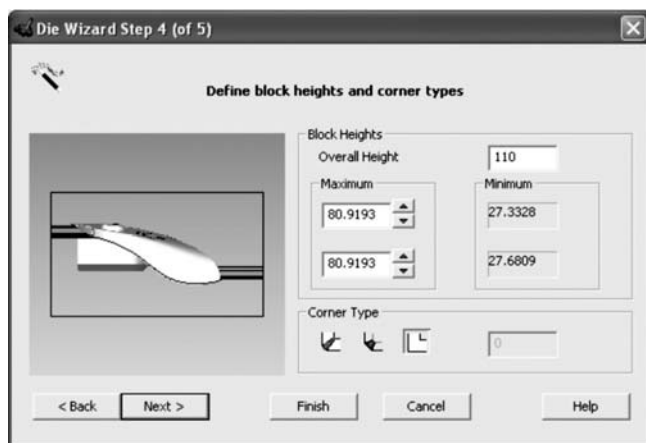 Die Wizard Step 4 (of 5)
Define block heights and corner types
Block Heights
Overall Height 110
Maximum Minimum
80.9193 27.3328
80.9193 27.6809
Corner Type
0
< Back Next > Finish Cancel Help